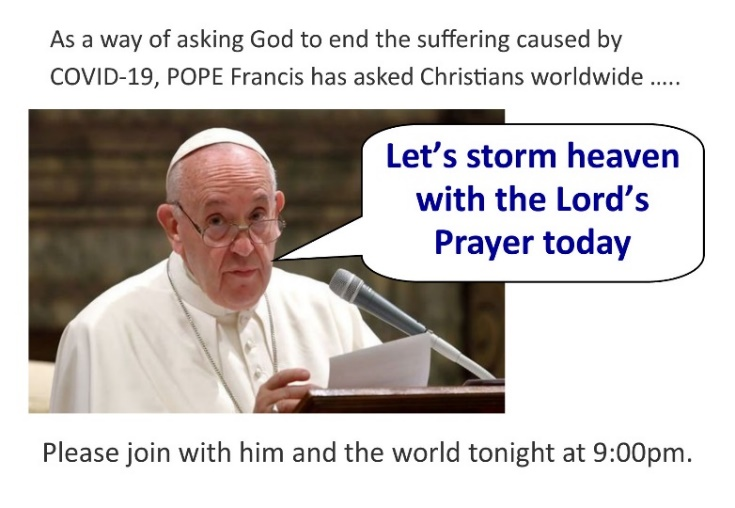 As a way of asking God to end the suffering caused by
COVID-19, POPE Francis has asked Christians worldwide .....
Let’s storm heaven
with the Lord’s
Prayer today
Please join with him and the world tonight at 9:00pm.